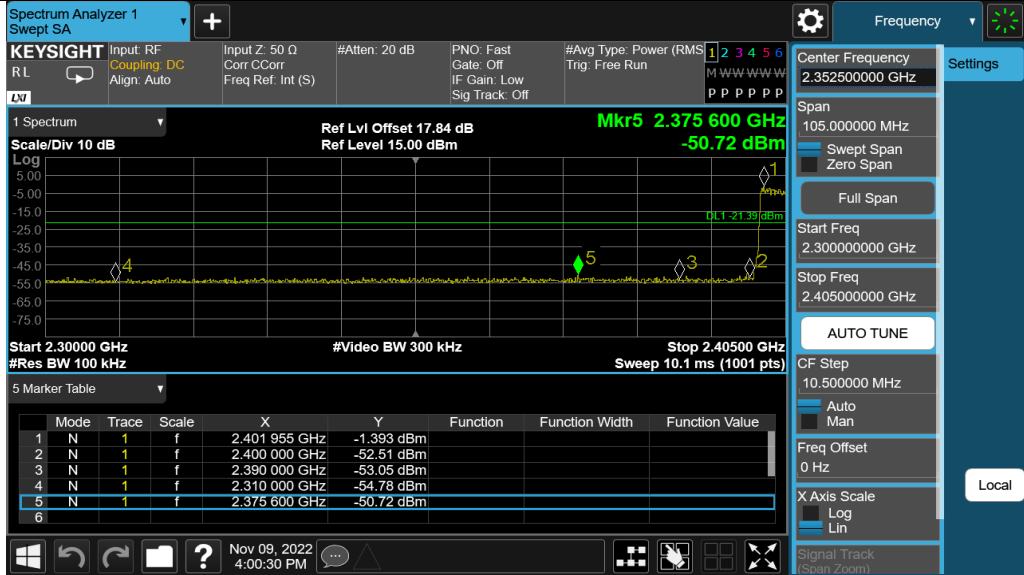 Spectrum Analyzer 1
Swept SA
+
Frequency
KEYSIGHT
R L
LXI
Input: RF
Coupling: DC
Align: Auto
Input Z: 50 Ω
Corr CCorr
Freq Ref: Int (S)
#Atten: 20 dB
PNO: Fast
Gate: Off
IF Gain: Low
Sig Track: Off
#Avg Type: Power (RMS
Trig: Free Run
1 2 3 4 5 6
M W W W W W
P P P P P P
Center Frequency
2.352500000 GHz
Settings
Span
105.000000 MHz
Swept Span
Zero Span
Full Span
Start Freq
2.300000000 GHz
Stop Freq
2.405000000 GHz
AUTO TUNE
CF Step
10.500000 MHz
Auto
Man
Freq Offset
0 Hz
X Axis Scale
Log
Lin
Signal Track
(Span Zoom)
Local
1 Spectrum
Scale/Div 10 dB
Ref Lvl Offset 17.84 dB
Ref Level 15.00 dBm
Mkr5 2.375 600 GHz
-50.72 dBm
Log
5.00
-5.00
-15.0
-25.0
-35.0
-45.0
-55.0
-65.0
-75.0
DL1 -21.39 dBm
1
2
3
4
5
Start 2.30000 GHz
#Res BW 100 kHz
#Video BW 300 kHz
Stop 2.40500 GHz
Sweep 10.1 ms (1001 pts)
5 Marker Table
Mode Trace Scale X Y Function Function Width Function Value
1 N 1 f 2.401 955 GHz -1.393 dBm
2 N 1 f 2.400 000 GHz -52.51 dBm
3 N 1 f 2.390 000 GHz -53.05 dBm
4 N 1 f 2.310 000 GHz -54.78 dBm
5 N 1 f 2.375 600 GHz -50.72 dBm
6
?
Nov 09, 2022
4:00:30 PM